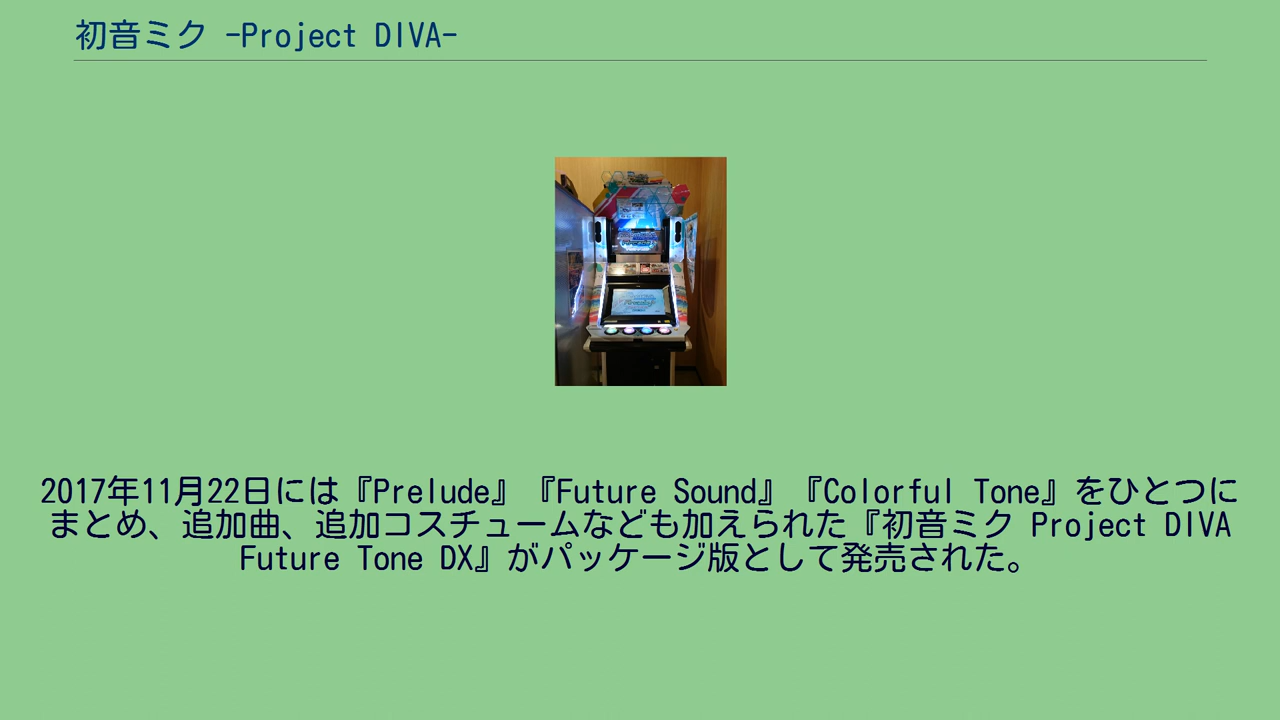 初音ミク -Project DIVA-
2017年11月22日には『Prelude』『Future Sound』『Colorful Tone』をひとつに
まとめ、追加曲、追加コスチュームなども加えられた『初音ミク Project DIVA
Future Tone DX』がパッケージ版として発売された。